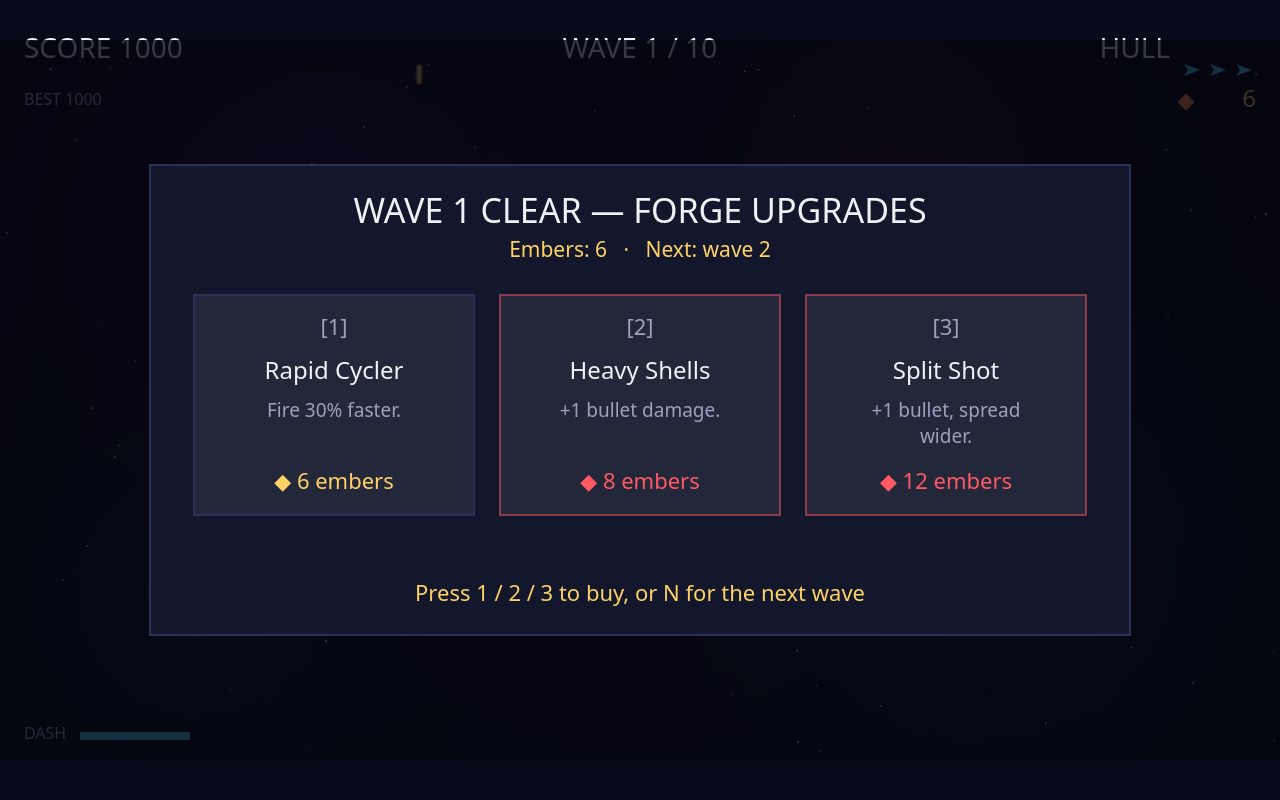 SCORE 1000
WAVE 1 / 10
HULL
BEST 1000
6
WAVE 1 CLEAR — FORGE UPGRADES
Embers: 6 · Next: wave 2
[1]
Rapid Cycler
Fire 30% faster.
◆ 6 embers
[2]
Heavy Shells
+1 bullet damage.
◆ 8 embers
[3]
Split Shot
+1 bullet, spread
wider.
◆ 12 embers
Press 1 / 2 / 3 to buy, or N for the next wave
DASH